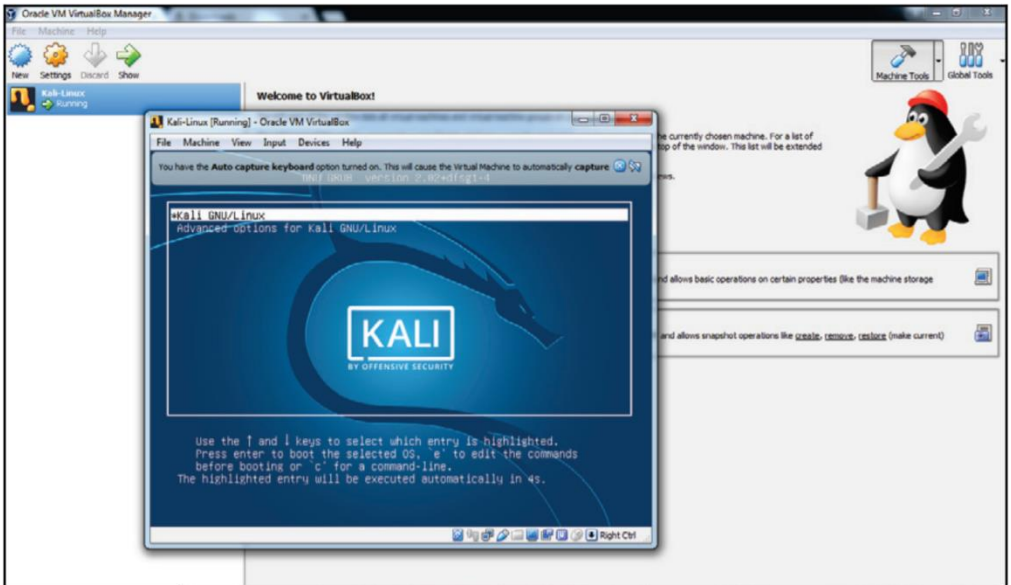 Oracle VM VirtualBox Manager
File Machine Help
New Settings Discard Show
Machine Tools Global Tools
Kali-Linux
Running
Welcome to VirtualBox!
Kali-Linux [Running] - Oracle VM VirtualBox
File Machine View Input Devices Help
he currently chosen machine. For a list of
top of the window. This list will be extended
ews.
You have the Auto capture keyboard option turned on. This will cause the Virtual Machine to automatically capture
GNU GRUB version 2.02+dfsg1-4
*Kali GNU/Linux
Advanced options for Kali GNU/Linux
nd allows basic operations on certain properties (like the machine storage
and allows snapshot operations like create, remove, restore (make current)
KALI
BY OFFENSIVE SECURITY
Use the ↑ and ↓ keys to select which entry is highlighted.
Press enter to boot the selected OS, `e' to edit the commands
before booting or `c' for a command-line.
The highlighted entry will be executed automatically in 4s.
Right Ctrl